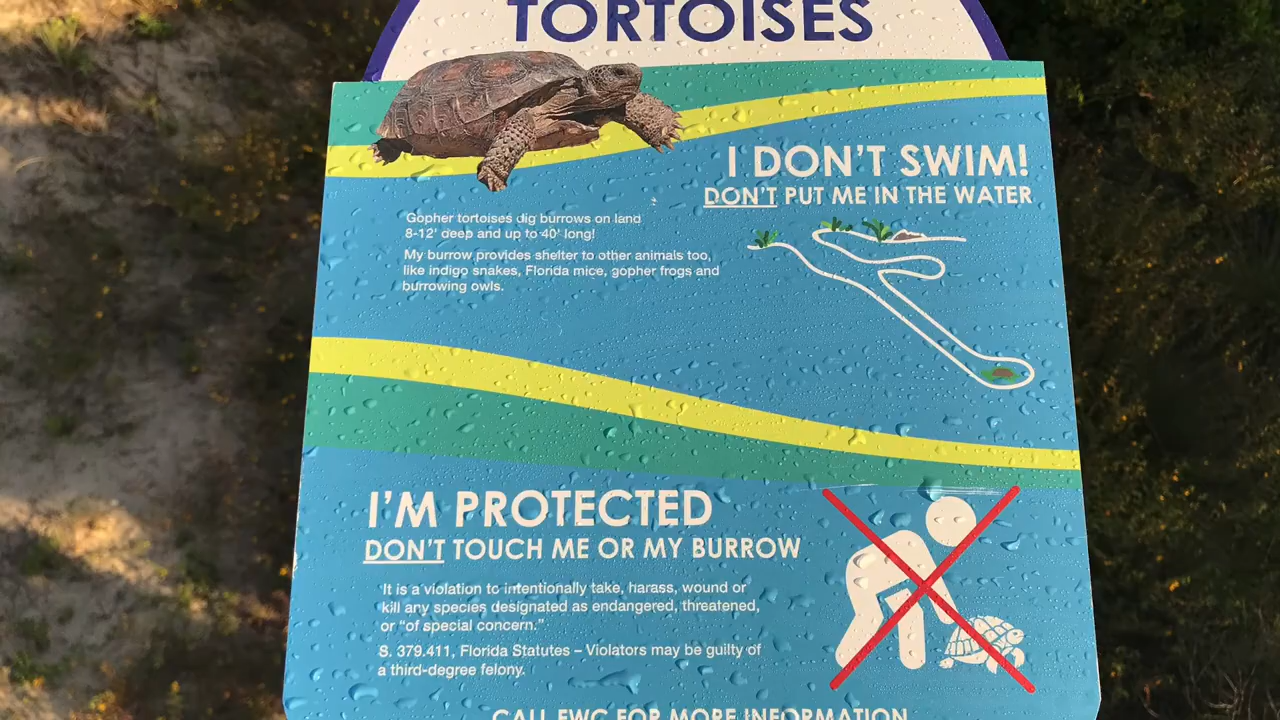 TORTOISES
I DON'T SWIM!
DON'T PUT ME IN THE WATER
Gopher tortoises dig burrows on land
8-12' deep and up to 40' long!
My burrow provides shelter to other animals too,
like indigo snakes, Florida mice, gopher frogs and
burrowing owls.
I'M PROTECTED
DON'T TOUCH ME OR MY BURROW
It is a violation to intentionally take, harass, wound or
kill any species designated as endangered, threatened,
or "of special concern."
S. 379.411, Florida Statutes – Violators may be guilty of
a third-degree felony.
CALL FWC FOR MORE INFORMATION